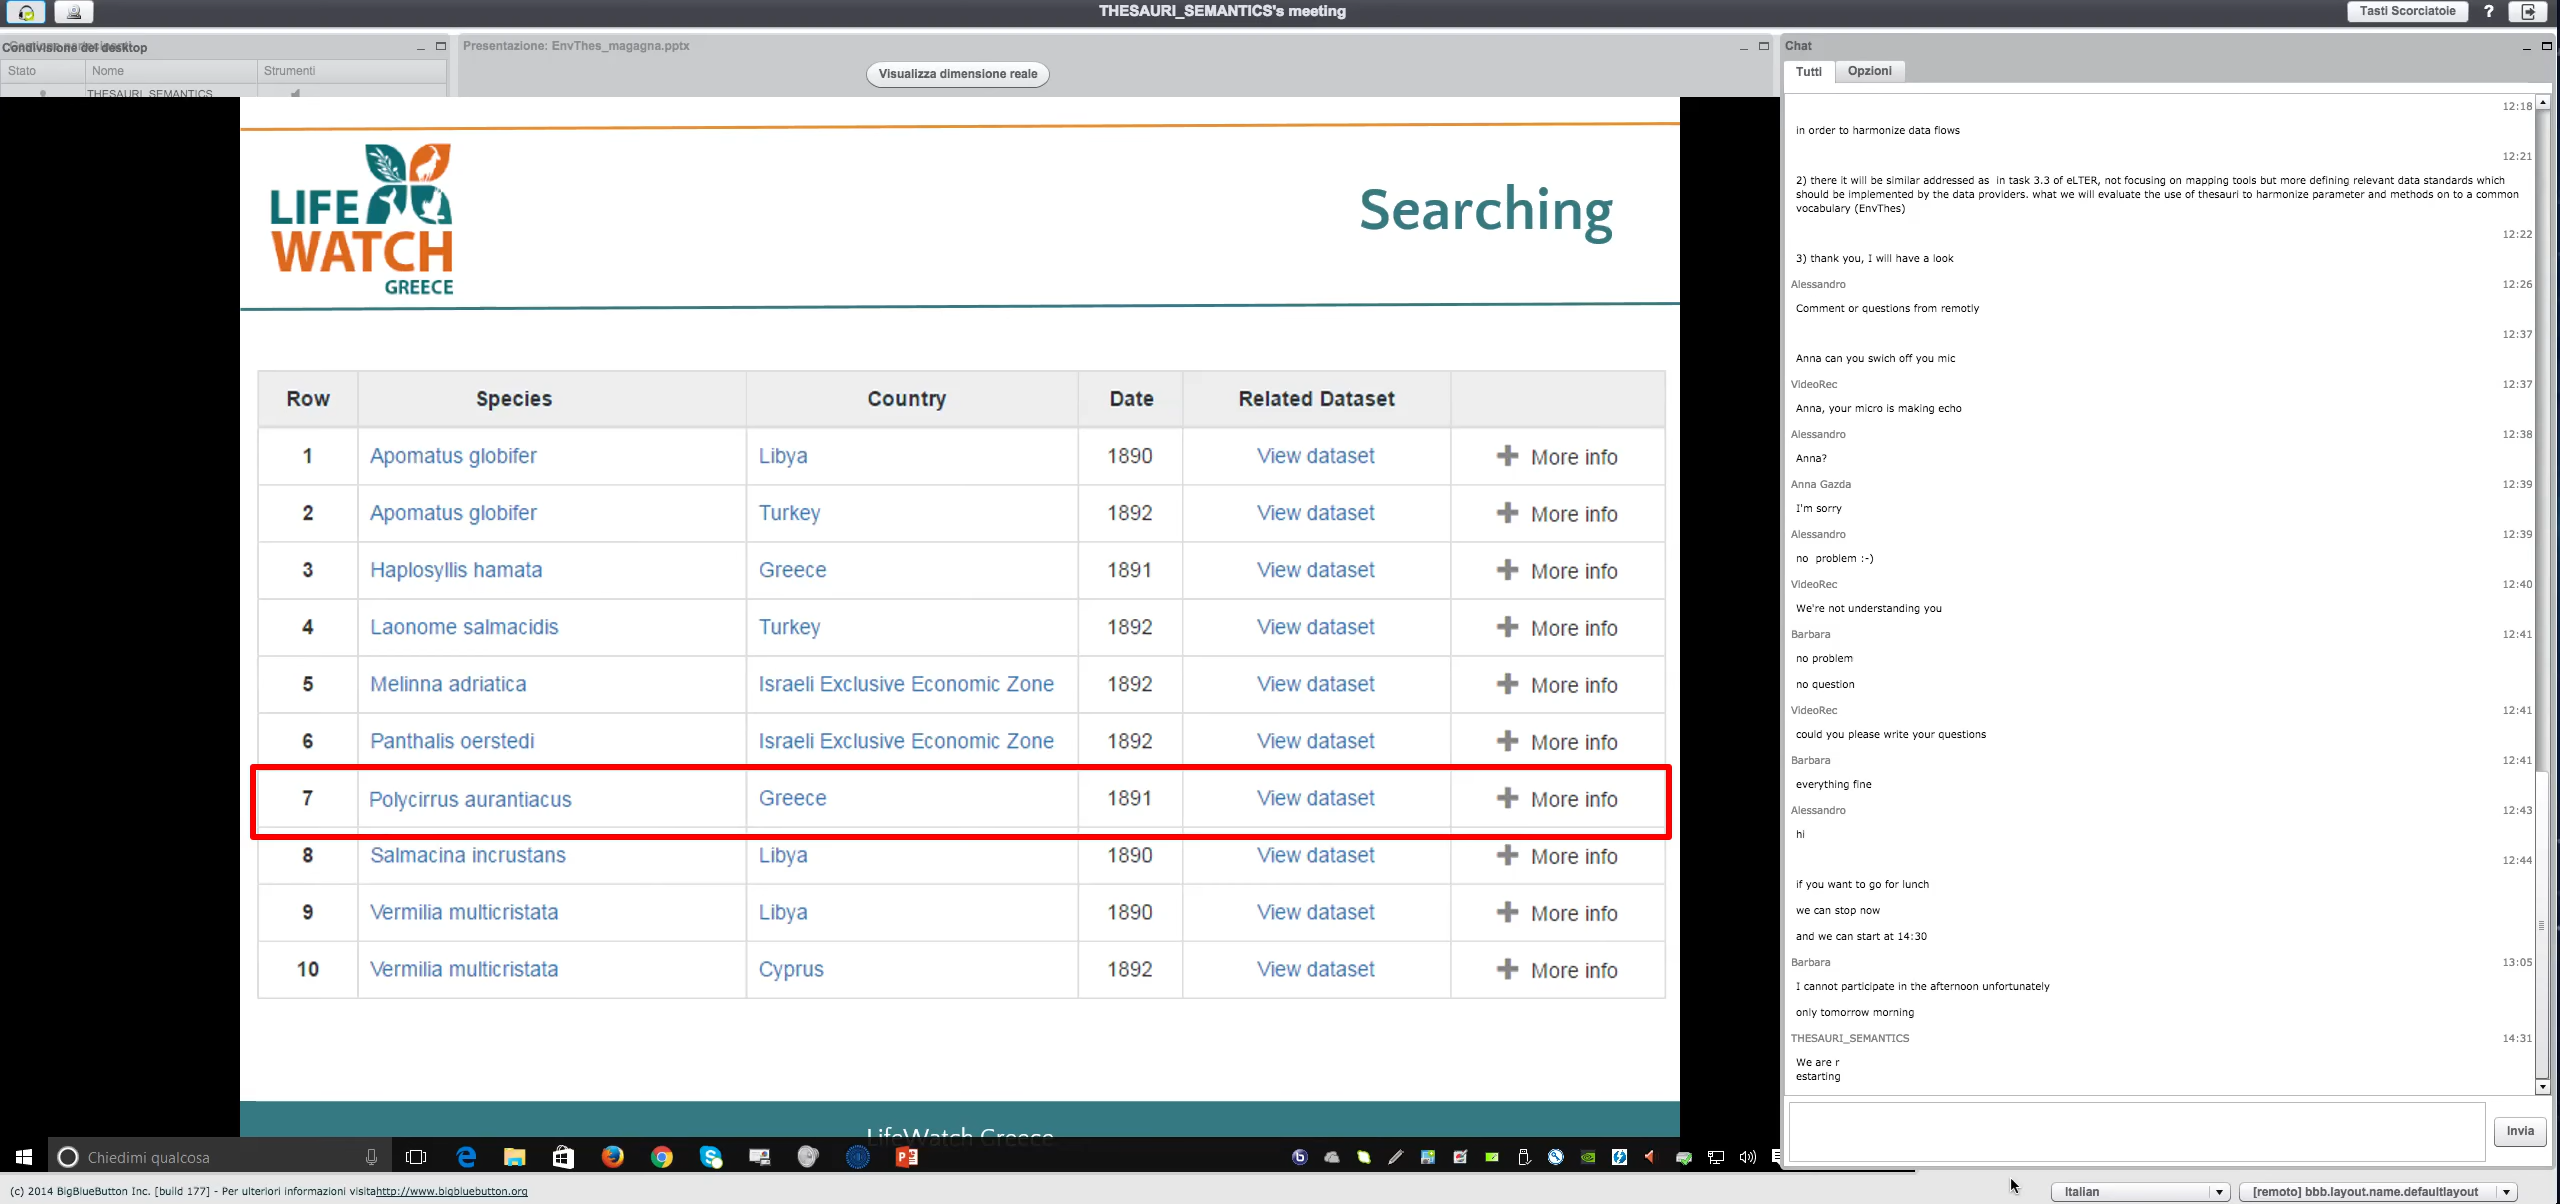 THESAURI_SEMANTICS's meeting
Tasti Scorciatoie
?
Condivisione del desktop
Stato Nome Strumenti
THESAURI_SEMANTICS
Presentazione: EnvThes_magagna.pptx
Visualizza dimensione reale
LIFE
WATCH
GREECE
Searching
Row Species Country Date Related Dataset
1 Apomatus globifer Libya 1890 View dataset More info
2 Apomatus globifer Turkey 1892 View dataset More info
3 Haplosyllis hamata Greece 1891 View dataset More info
4 Laonome salmacidis Turkey 1892 View dataset More info
5 Melinna adriatica Israeli Exclusive Economic Zone 1892 View dataset More info
6 Panthalis oerstedi Israeli Exclusive Economic Zone 1892 View dataset More info
7 Polycirrus aurantiacus Greece 1891 View dataset More info
8 Salmacina incrustans Libya 1890 View dataset More info
9 Vermilia multicristata Libya 1890 View dataset More info
10 Vermilia multicristata Cyprus 1892 View dataset More info
LifeWatch Greece
Chiedimi qualcosa
Chat
Tutti Opzioni
12:18
in order to harmonize data flows
12:21
2) there it will be similar addressed as in task 3.3 of eLTER, not focusing on mapping tools but more defining relevant data standards which
should be implemented by the data providers. what we will evaluate the use of thesauri to harmonize parameter and methods on to a common
vocabulary (EnvThes)
12:22
3) thank you, I will have a look
Alessandro 12:26
Comment or questions from remotly
12:37
Anna can you swich off you mic
VideoRec 12:37
Anna, your micro is making echo
Alessandro 12:38
Anna?
Anna Gazda 12:39
I'm sorry
Alessandro 12:39
no problem :-)
VideoRec 12:40
We're not understanding you
Barbara 12:41
no problem
no question
VideoRec 12:41
could you please write your questions
Barbara 12:41
everything fine
Alessandro 12:43
hi
12:44
if you want to go for lunch
we can stop now
and we can start at 14:30
Barbara 13:05
I cannot participate in the afternoon unfortunately
only tomorrow morning
THESAURI_SEMANTICS 14:31
We are r
estarting
Invia
(c) 2014 BigBlueButton Inc. [build 177] - Per ulteriori informazioni visitahttp://www.bigbluebutton.org
Italian
[remoto] bbb.layout.name.defaultlayout